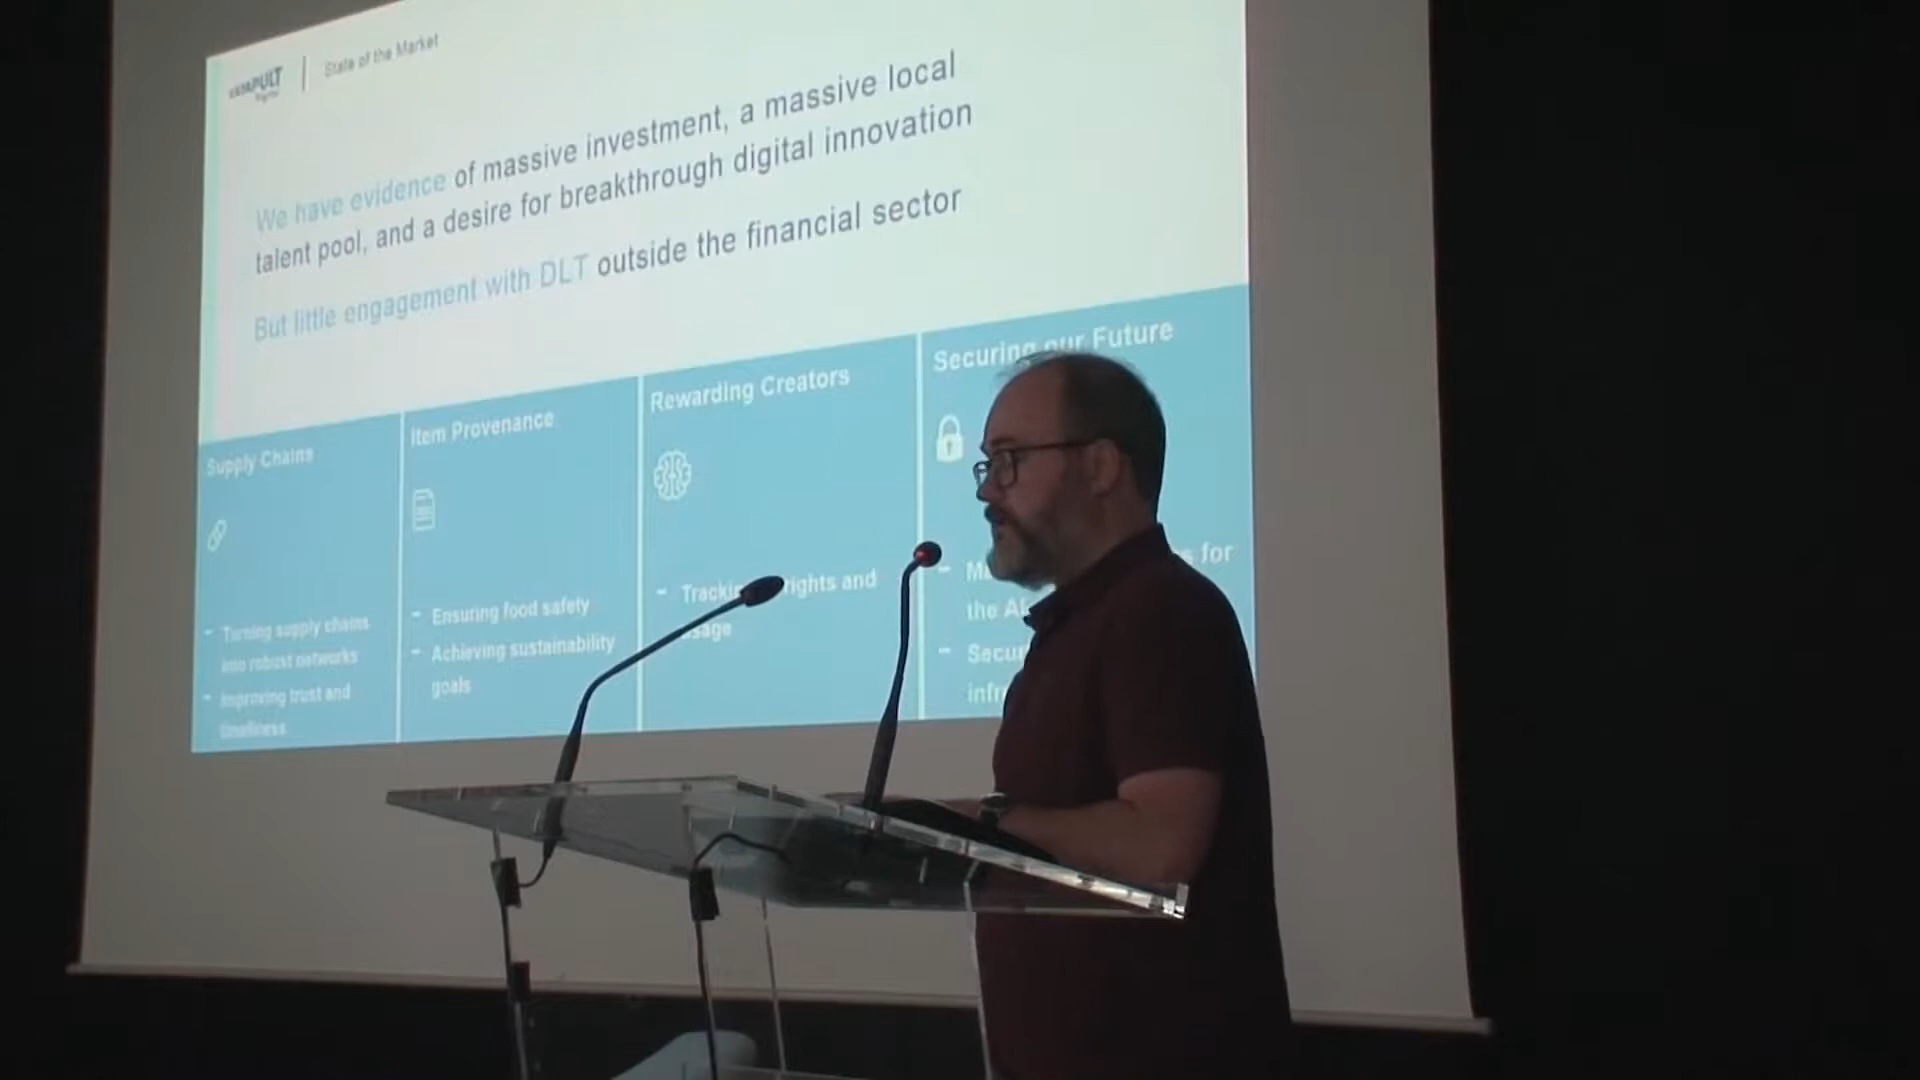 CATAPULT
Digital
State of the Market
We have evidence of massive investment, a massive local
talent pool, and a desire for breakthrough digital innovation
But little engagement with DLT outside the financial sector
Supply Chains
- Turning supply chains
into robust networks
- Improving trust and
timeliness
Item Provenance
- Ensuring food safety
- Achieving sustainability
goals
Rewarding Creators
- rights and
Securing our Future
- for
the
-